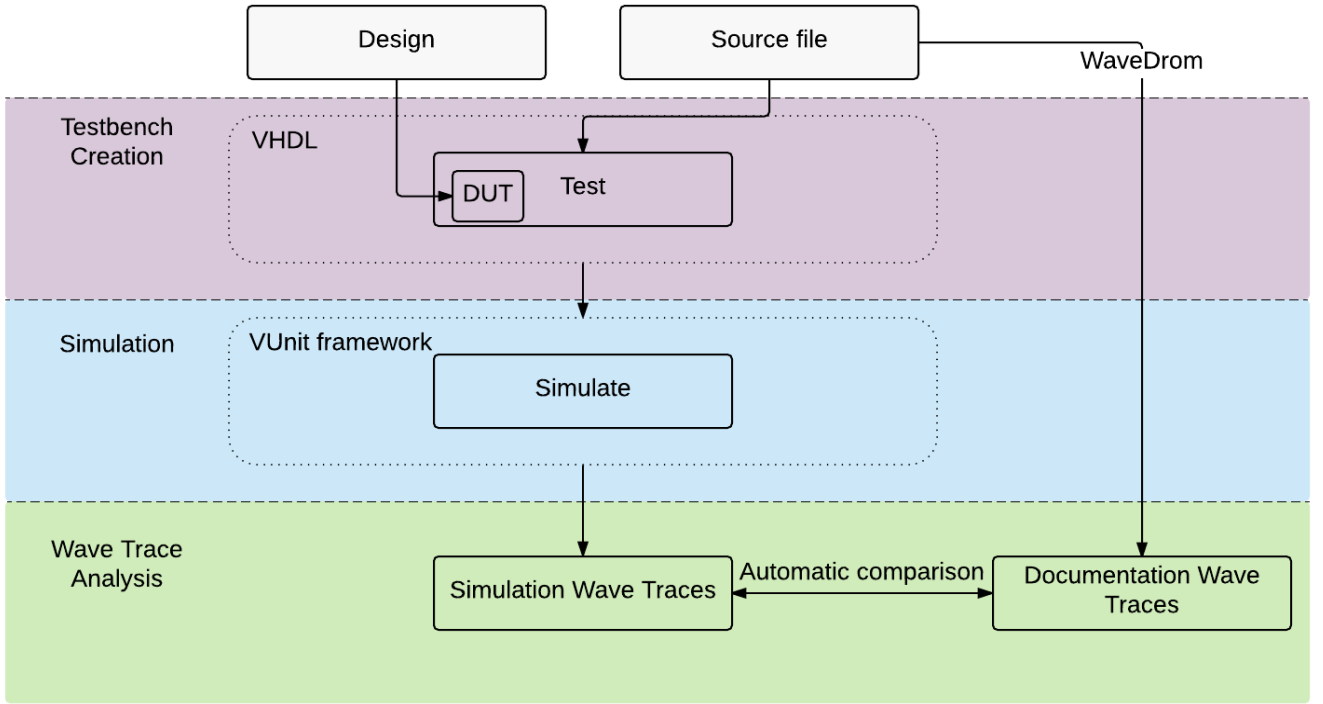 Design
Source file
WaveDrom
Testbench
Creation
VHDL
DUT
Test
Simulation
VUnit framework
Simulate
Wave Trace
Analysis
Simulation Wave Traces
Automatic comparison
Documentation Wave
Traces